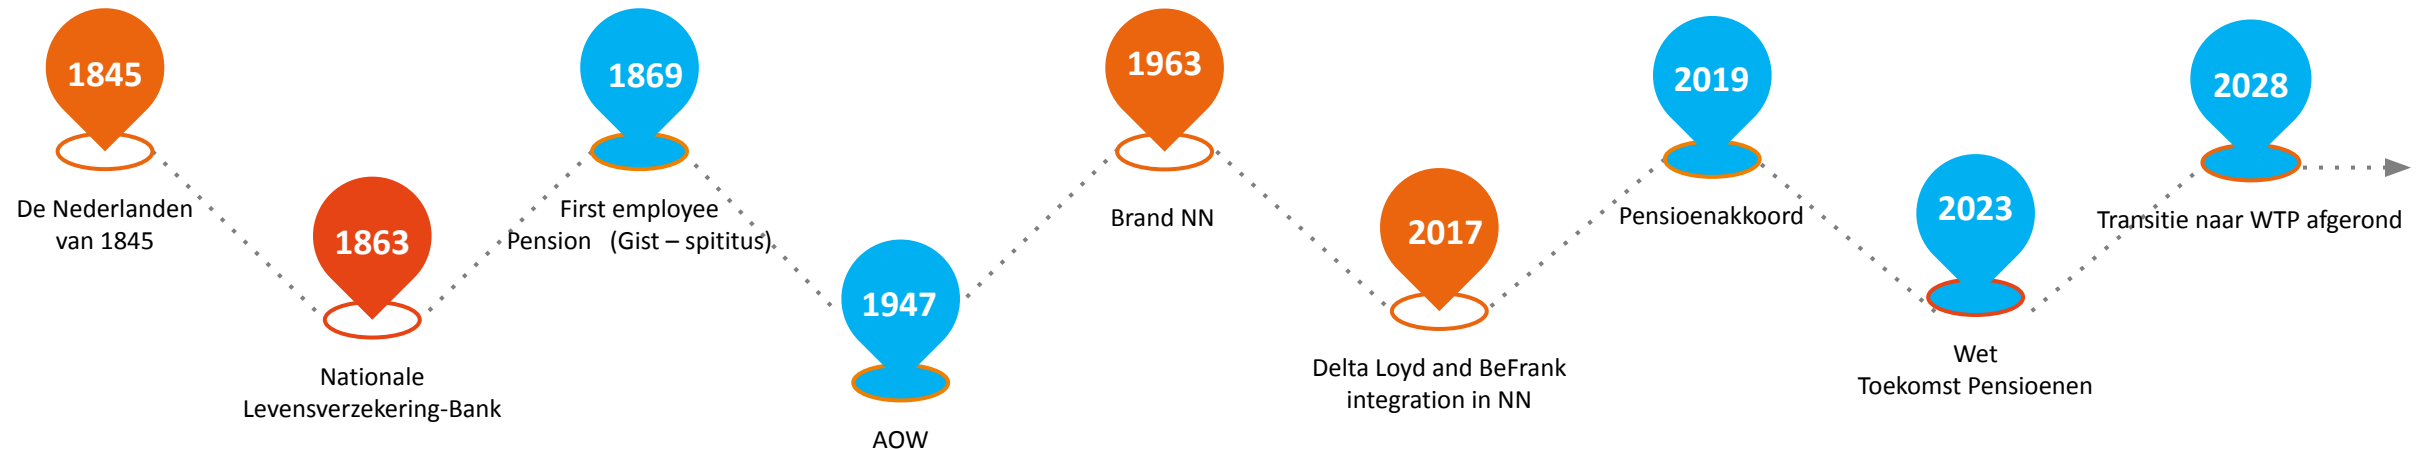 1845
De Nederlanden
van 1845
1863
Nationale
Levensverzekering-Bank
1869
First employee
Pension (Gist – spititus)
1947
AOW
1963
Brand NN
2017
Delta Loyd and BeFrank
integration in NN
2019
Pensioenakkoord
2023
Wet
Toekomst Pensioenen
2028
Transitie naar WTP afgerond